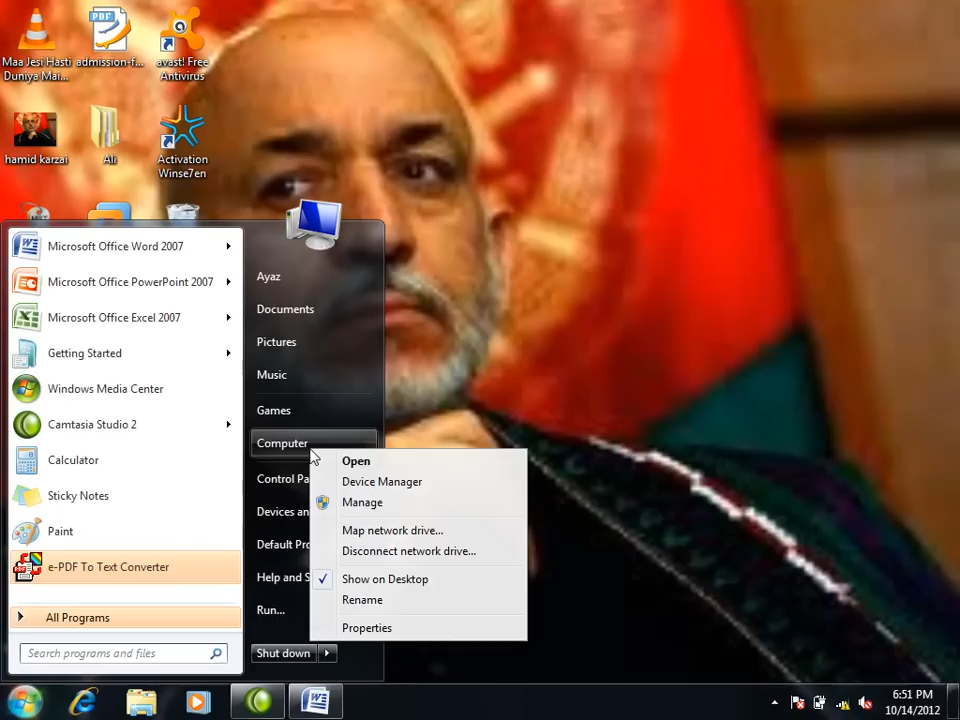 Maa Jesi Hasti
Duniya Mai...
admission-f...
avast! Free
Antivirus
hamid karzai
Ali
Activation
Winse7en
Microsoft Office Word 2007
Microsoft Office PowerPoint 2007
Microsoft Office Excel 2007
Getting Started
Windows Media Center
Camtasia Studio 2
Calculator
Sticky Notes
Paint
e-PDF To Text Converter
All Programs
Search programs and files
Ayaz
Documents
Pictures
Music
Games
Computer
Control Pa
Devices an
Default Pro
Help and S
Run...
Shut down
Open
Device Manager
Manage
Map network drive...
Disconnect network drive...
Show on Desktop
Rename
Properties
6:51 PM
10/14/2012